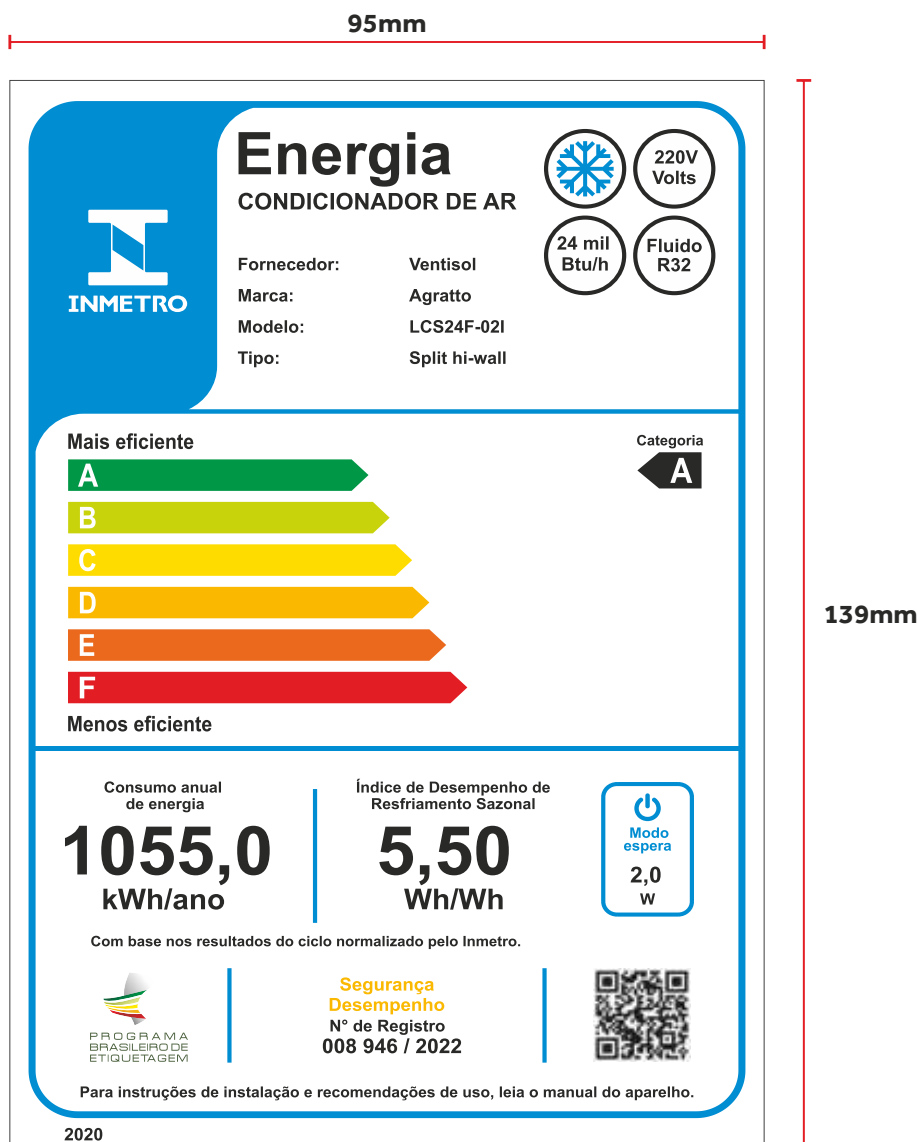 95mm
Energia
CONDICIONADOR DE AR
220V
Volts
24 mil
Btu/h
Fluido
R32
INMETRO
Fornecedor: Ventisol
Marca: Agratto
Modelo: LCS24F-02I
Tipo: Split hi-wall
Mais eficiente
Categoria
A
A
B
C
D
E
F
Menos eficiente
139mm
Consumo anual
de energia
1055,0
kWh/ano
Índice de Desempenho de
Resfriamento Sazonal
5,50
Wh/Wh
Modo
espera
2,0
W
Com base nos resultados do ciclo normalizado pelo Inmetro.
PROGRAMA
BRASILEIRO DE
ETIQUETAGEM
Segurança
Desempenho
N° de Registro
008 946 / 2022
Para instruções de instalação e recomendações de uso, leia o manual do aparelho.
2020